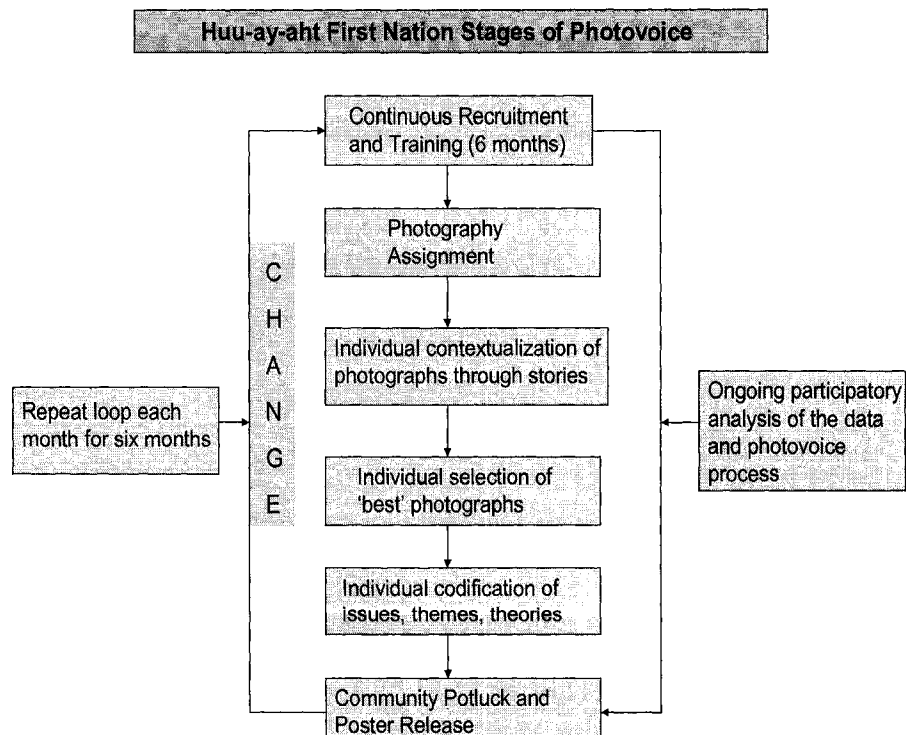 Huu-ay-aht First Nation Stages of Photovoice
Continuous Recruitment
and Training (6 months)
Photography
Assignment
C
H
A
N
G
E
Individual contextualization of
photographs through stories
Repeat loop each
month for six months
Ongoing participatory
analysis of the data
and photovoice
process
Individual selection of
'best' photographs
Individual codification of
issues, themes, theories
Community Potluck and
Poster Release